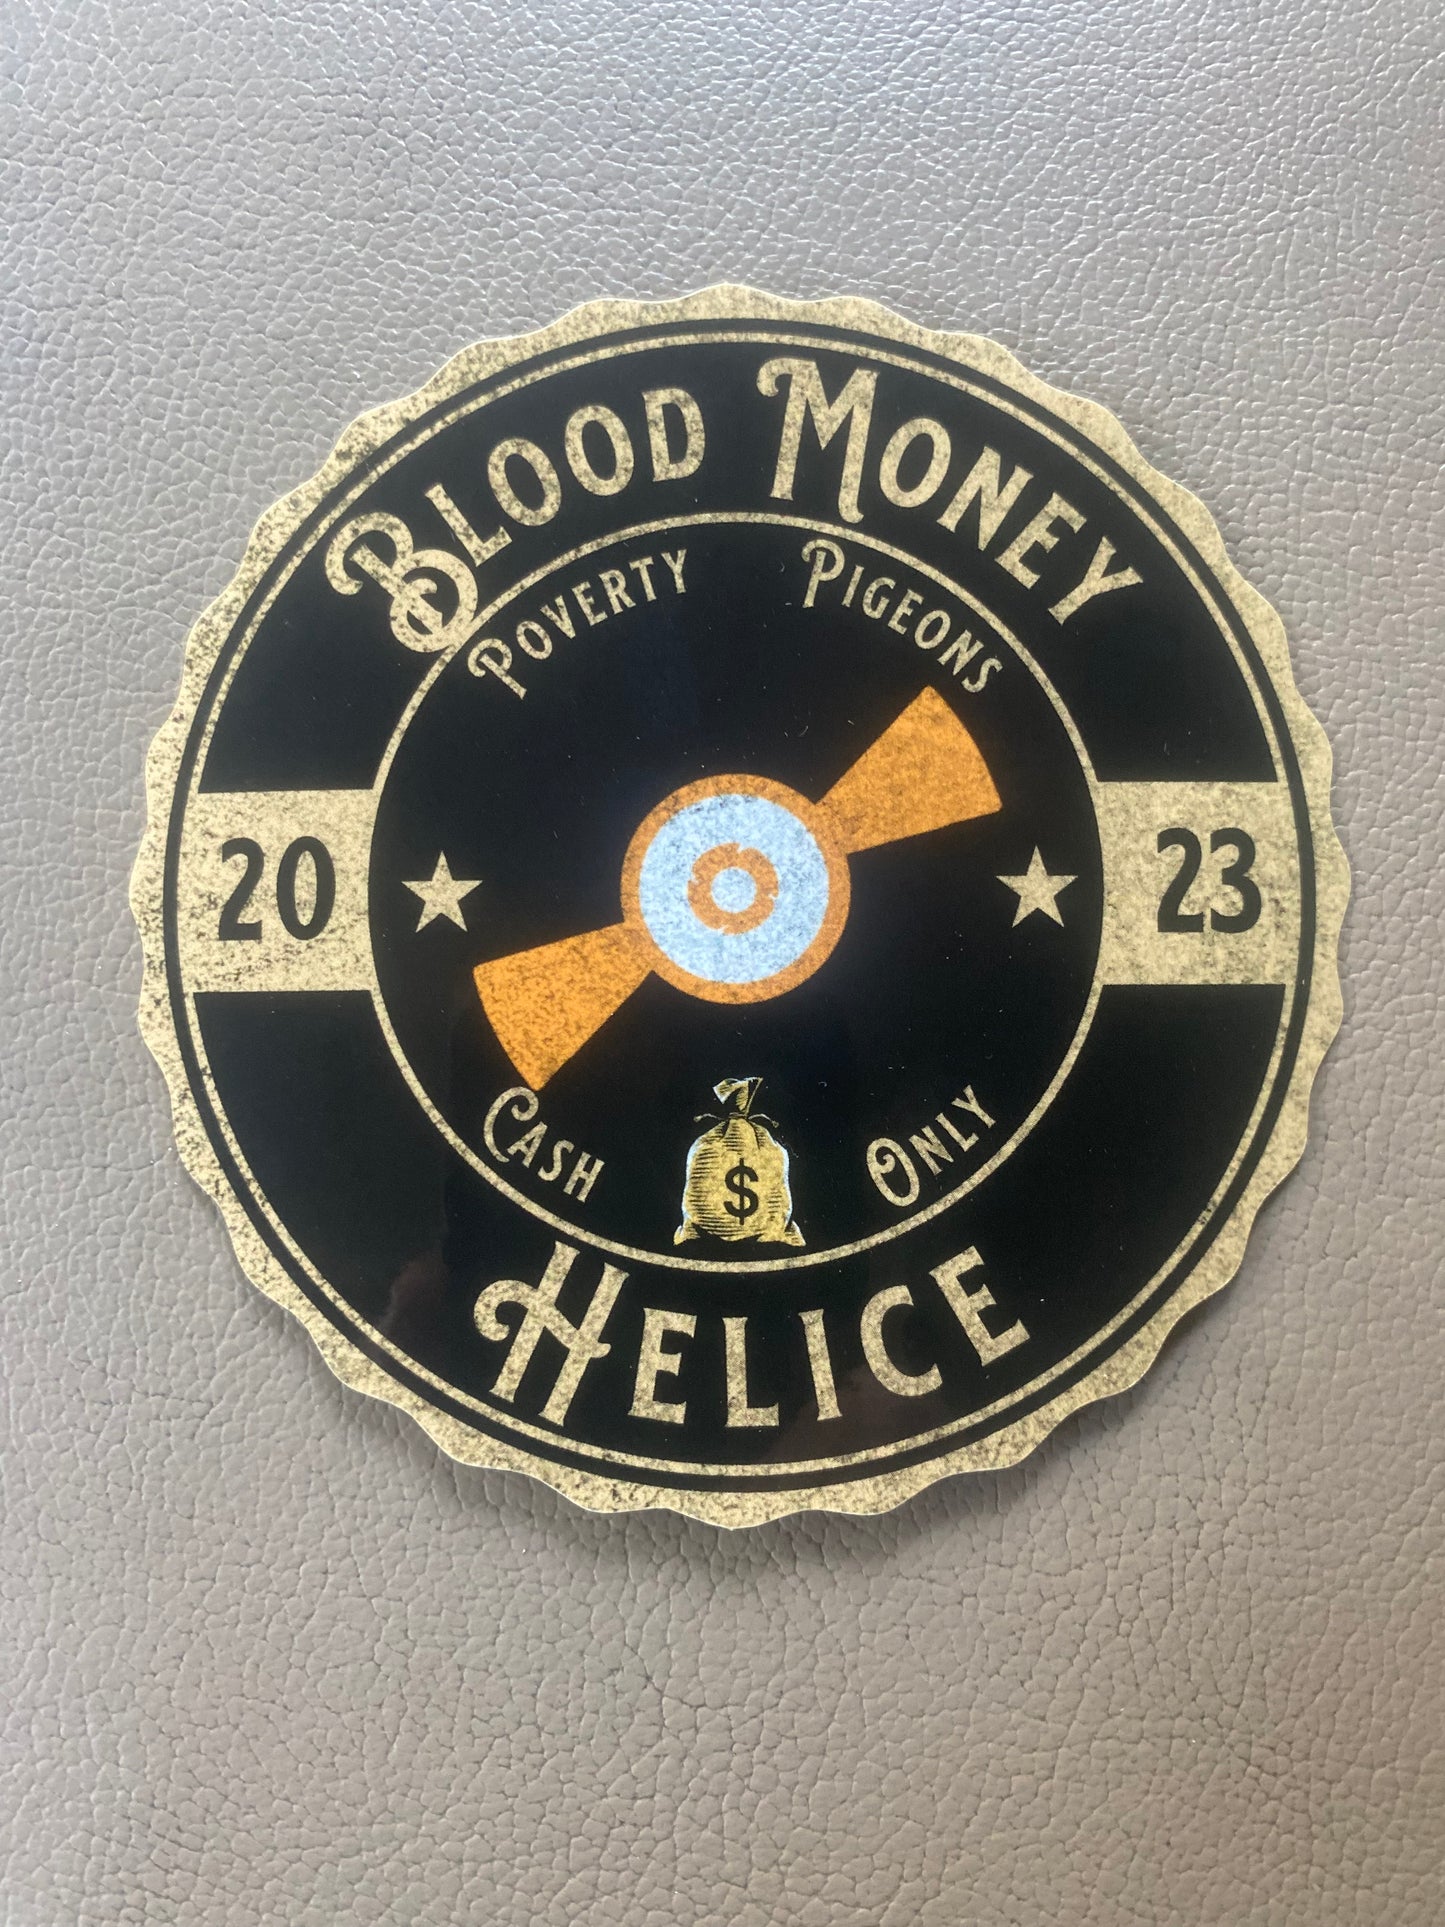 Blood Money
Poverty Pigeons
20 23
Cash $ Only
Helice